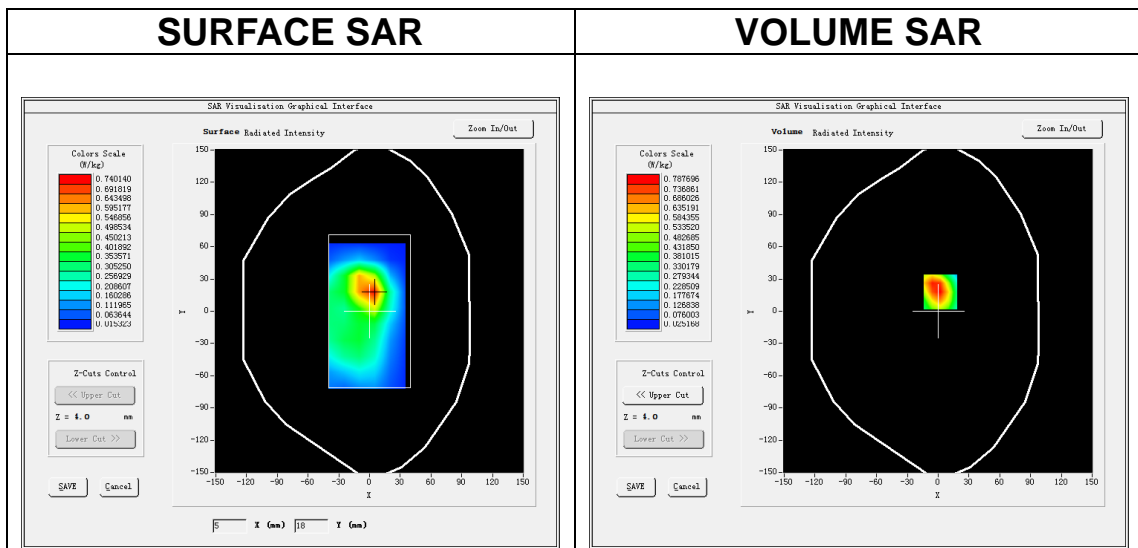 SURFACE SAR
VOLUME SAR
SAR Visualisation Graphical Interface
Surface Radiated Intensity
Zoom In/Out
Colors Scale
(W/kg)
0.740140
0.691819
0.643498
0.595177
0.546856
0.498534
0.450213
0.401892
0.353571
0.305250
0.256929
0.208607
0.160286
0.111965
0.063644
0.015323
Z-Cuts Control
<< Upper Cut
Z = 4.0 mm
Lower Cut >>
SAVE
Cancel
150
120
90
60
30
0
-30
-60
-90
-120
-150
Y
-150 -120 -90 -60 -30 0 30 60 90 120 150
X
5 X (mm) 18 Y (mm)
SAR Visualisation Graphical Interface
Volume Radiated Intensity
Zoom In/Out
Colors Scale
(W/kg)
0.787696
0.736861
0.686026
0.635191
0.584355
0.533520
0.482685
0.431850
0.381015
0.330179
0.279344
0.228509
0.177674
0.126838
0.076003
0.025168
Z-Cuts Control
<< Upper Cut
Z = 4.0 mm
Lower Cut >>
SAVE
Cancel
150
120
90
60
30
0
-30
-60
-90
-120
-150
Y
-150 -120 -90 -60 -30 0 30 60 90 120 150
X